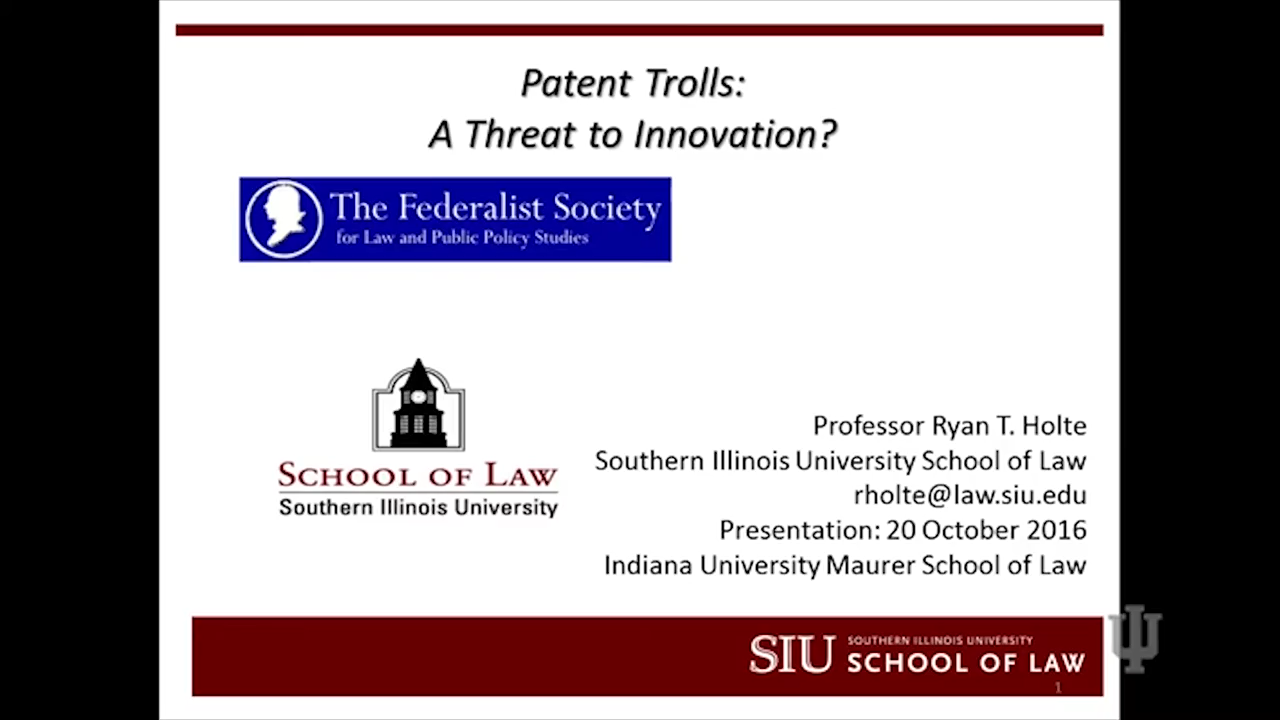 Patent Trolls:
A Threat to Innovation?
The Federalist Society
for Law and Public Policy Studies
SCHOOL OF LAW
Southern Illinois University
Professor Ryan T. Holte
Southern Illinois University School of Law
rholte@law.siu.edu
Presentation: 20 October 2016
Indiana University Maurer School of Law
SIU SOUTHERN ILLINOIS UNIVERSITY
SCHOOL OF LAW
1